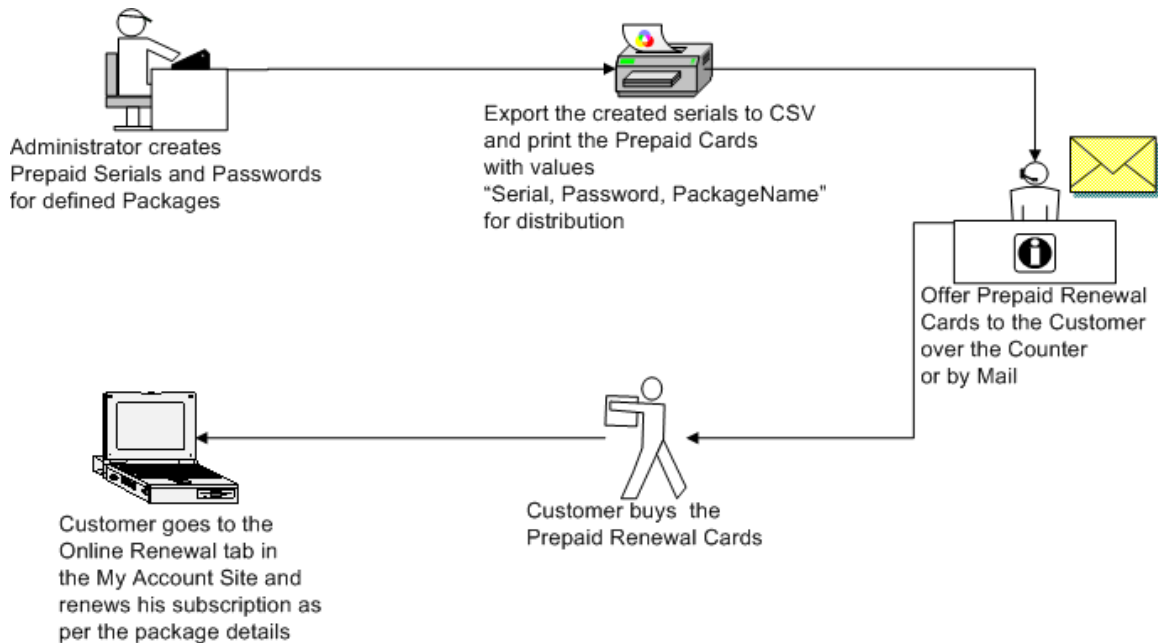 Administrator creates
Prepaid Serials and Passwords
for defined Packages
Export the created serials to CSV
and print the Prepaid Cards
with values
“Serial, Password, PackageName”
for distribution
Offer Prepaid Renewal
Cards to the Customer
over the Counter
or by Mail
Customer buys the
Prepaid Renewal Cards
Customer goes to the
Online Renewal tab in
the My Account Site and
renews his subscription as
per the package details